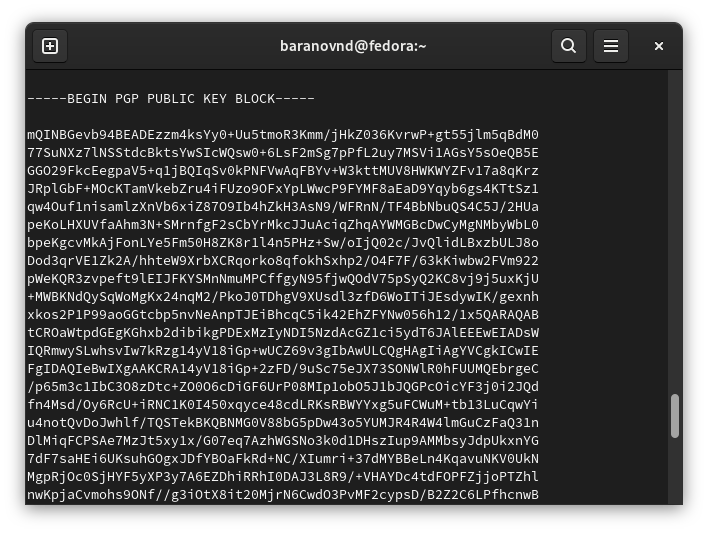 baranovnd@fedora:~
-----BEGIN PGP PUBLIC KEY BLOCK-----
mQINBGevb94BEADEzzm4ksYy0+Uu5tmoR3Kmm/jHkZ036KvrwP+gt55jlm5qBdM0
77SuNXz7lNSStdcBktsYwSIcWQsw0+6LsF2mSg7pPfL2uy7MSVi1AGsY5sOeQB5E
GGO29FkcEegpaV5+q1jBQIqSv0kPNFVwAqFBYv+W3kttMUV8HWKWYZFv17a8qKrz
JRplGbF+MOcKTamVkebZru4iFUzo9OFxYpLWwcP9FYMF8aEaD9Yqyb6gs4KTtSz1
qw4Ouf1nisamlzXnVb6xiZ87O9Ib4hZkH3AsN9/WFRnN/TF4BbNbuQS4C5J/2HUa
peKoLHXUVfaAhm3N+SMrnfgF2sCbYrMkcJJuAciqZhqAYWMGBcDwCyMgNMbyWbL0
bpeKgcvMkAjFonLYe5Fm50H8ZK8r1l4n5PHz+Sw/oIjQ02c/JvQlidLBxzbULJ8o
Dod3qrVE1Zk2A/hhteW9XrbXCRqorko8qfokhSxhp2/O4F7F/63kKiwbw2FVm922
pWeKQR3zvpeft9lEIJFKYSMnNmuMPCffgyN95fjwQOdV75pSyQ2KC8vj9j5uxKjU
+MWBKNdQySqWoMgKx24nqM2/PkoJ0TDhgV9XUsdl3zfD6WoITiJEsdywIK/gexnh
xkos2P1P99aoGGtcbp5nvNeAnpTJEiBhcqC5ik42EhZFYNw056h12/1x5QARAQAB
tCROaWtpdGEgKGhxb2dibikgPDExMzIyNDI5NzdAcGZ1ci5ydT6JAlEEEwEIADsW
IQRmwySLwhsvIw7kRzg14yV18iGp+wUCZ69v3gIbAwULCQgHAgIiAgYVCgkICwIE
FgIDAQIeBwIXgAAKCRA14yV18iGp+2zFD/9uSc75eJX73SONWlR0hFUUMQEbrgeC
/p65m3c1IbC3O8zDtc+ZO0O6cDiGF6UrP08MIp1obO5J1bJQGPcOicYF3j0i2JQd
fn4Msd/Oy6RcU+iRNC1K0I450xqyce48cdLRKsRBWYYxg5uFCWuM+tb13LuCqwYi
u4notQvDoJwhlf/TQSTekBKQBNMG0V88bG5pDw43o5YUMJR4R4W4lmGuCzFaQ31n
DlMiqFCPSAe7MzJt5xy1x/G07eq7AzhWGSNo3k0d1DHszIup9AMMbsyJdpUkxnYG
7dF7saHEi6UKsuhGOgxJDfYBOaFkRd+NC/XIumri+37dMYBBeLn4KqavuNKV0UkN
MgpRjOc0SjHYF5yXP3y7A6EZDhiRRhI0DAJ3L8R9/+VHAYDc4tdFOPFZjjoPTZhl
nwKpjaCvmohs9ONf//g3iOtX8it20MjrN6CwdO3PvMF2cypsD/B2Z2C6LPfhcnwB